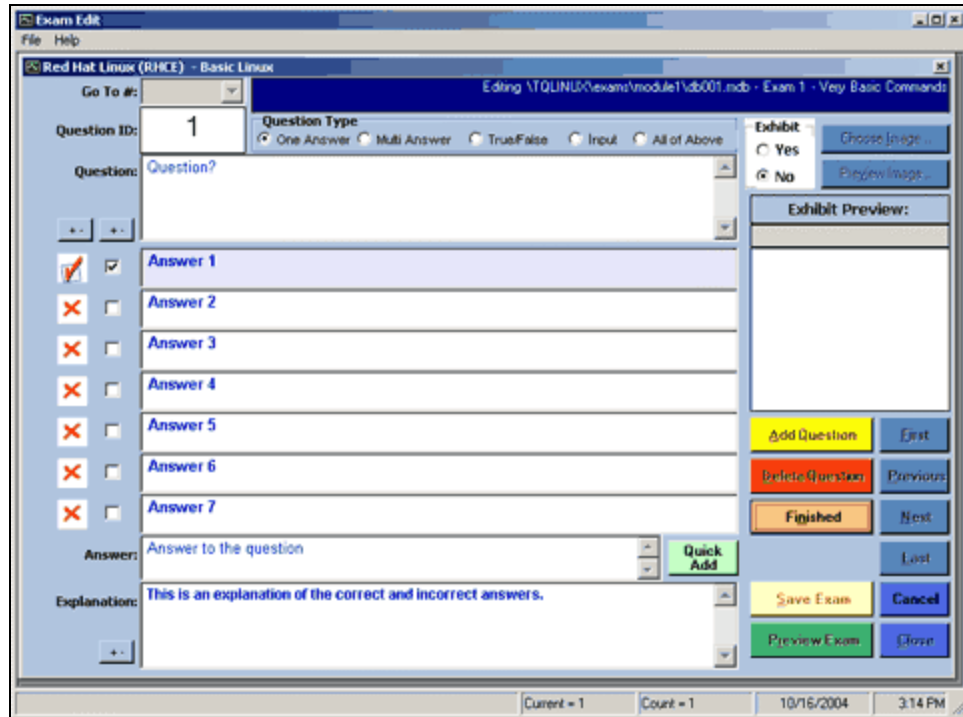 Exam Edit
File Help
Red Hat Linux (RHCE) - Basic Linux
Go To #:
Editing \TQLINUX\exams\module1\db001.mdb - Exam 1 - Very Basic Commands
Question ID:
1
Question Type
One Answer Multi Answer True/False Input All of Above
Exhibit
Yes
No
Choose Image...
Preview Image...
Question:
Question?
+ -
+ -
Exhibit Preview:
Answer 1
Answer 2
Answer 3
Answer 4
Answer 5
Answer 6
Answer 7
Add Question
First
Delete Question
Previous
Finished
Next
Last
Answer:
Answer to the question
Quick
Add
Explanation:
This is an explanation of the correct and incorrect answers.
+ -
Save Exam
Cancel
Preview Exam
Close
Current = 1
Count = 1
10/16/2004
3:14 PM